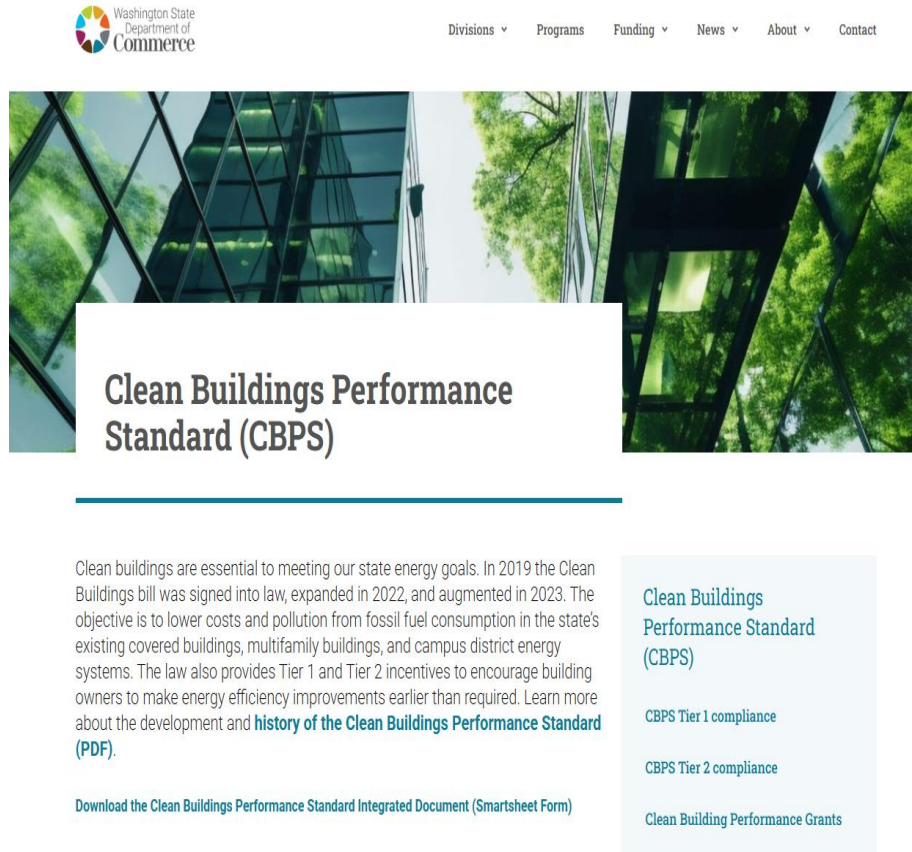 Washington State
Department of
Commerce
Divisions
Programs
Funding
News
About
Contact
Clean Buildings Performance
Standard (CBPS)
Clean buildings are essential to meeting our state energy goals. In 2019 the Clean
Buildings bill was signed into law, expanded in 2022, and augmented in 2023. The
objective is to lower costs and pollution from fossil fuel consumption in the state's
existing covered buildings, multifamily buildings, and campus district energy
systems. The law also provides Tier 1 and Tier 2 incentives to encourage building
owners to make energy efficiency improvements earlier than required. Learn more
about the development and history of the Clean Buildings Performance Standard
(PDF).
Download the Clean Buildings Performance Standard Integrated Document (Smartsheet Form)
Clean Buildings
Performance Standard
(CBPS)
CBPS Tier 1 compliance
CBPS Tier 2 compliance
Clean Building Performance Grants